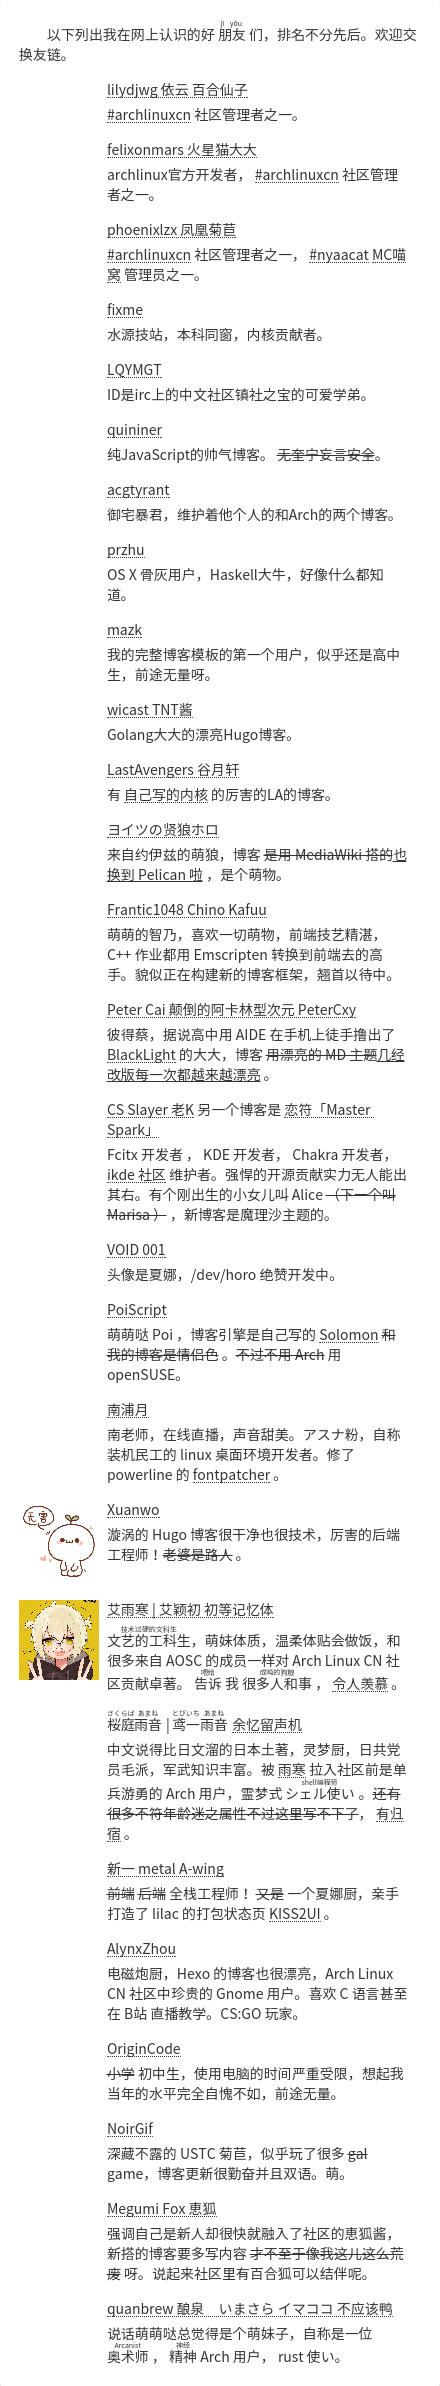 jī yǒu
以下列出我在网上认识的好 朋友 们，排名不分先后。欢迎交
换友链。
lilydjwg 依云 百合仙子
#archlinuxcn 社区管理者之一。
felixonmars 火星猫大大
archlinux官方开发者， #archlinuxcn 社区管理
者之一。
phoenixlzx 凤凰菊苣
#archlinuxcn 社区管理者之一， #nyaacat MC喵
窝 管理员之一。
fixme
水源技站，本科同窗，内核贡献者。
LQYMGT
ID是irc上的中文社区镇社之宝的可爱学弟。
quininer
纯JavaScript的帅气博客。 无奎宁妄言安全。
acgtyrant
御宅暴君，维护着他个人的和Arch的两个博客。
przhu
OS X 骨灰用户，Haskell大牛，好像什么都知
道。
mazk
我的完整博客模板的第一个用户，似乎还是高中
生，前途无量呀。
wicast TNT酱
Golang大大的漂亮Hugo博客。
LastAvengers 谷月轩
有 自己写的内核 的厉害的LA的博客。
ヨイツの贤狼ホロ
来自约伊兹的萌狼，博客 是用 MediaWiki 搭的也
换到 Pelican 啦 ，是个萌物。
Frantic1048 Chino Kafuu
萌萌的智乃，喜欢一切萌物，前端技艺精湛，
C++ 作业都用 Emscripten 转换到前端去的高
手。貌似正在构建新的博客框架，翘首以待中。
Peter Cai 颠倒的阿卡林型次元 PeterCxy
彼得蔡，据说高中用 AIDE 在手机上徒手撸出了
BlackLight 的大大，博客 用漂亮的 MD 主题几经
改版每一次都越来越漂亮 。
CS Slayer 老K 另一个博客是 恋符「Master
Spark」
Fcitx 开发者 ， KDE 开发者， Chakra 开发者，
ikde 社区 维护者。强悍的开源贡献实力无人能出
其右。有个刚出生的小女儿叫 Alice （下一个叫
Marisa ） ，新博客是魔理沙主题的。
VOID 001
头像是夏娜，/dev/horo 绝赞开发中。
PoiScript
萌萌哒 Poi ，博客引擎是自己写的 Solomon 和
我的博客是情侣色 。不过不用 Arch 用
openSUSE。
南浦月
南老师，在线直播，声音甜美。アスナ粉，自称
装机民工的 linux 桌面环境开发者。修了
powerline 的 fontpatcher 。
无害
Xuanwo
漩涡的 Hugo 博客很干净也很技术，厉害的后端
工程师！老婆是路人 。
艾雨寒 | 艾颖初 初等记忆体
技术过硬的文科生
文艺的工科生，萌妹体质，温柔体贴会做饭，和
很多来自 AOSC 的成员一样对 Arch Linux CN 社
喂给 成吨的狗粮
区贡献卓著。 告诉 我 很多人和事 ， 令人羡慕 。
さくらば あまね とびいち あまね
桜庭雨音 | 鸢一雨音 余忆留声机
中文说得比日文溜的日本土著，灵梦厨，日共党
员毛派，军武知识丰富。被 雨寒 拉入社区前是单
shell编程师
兵游勇的 Arch 用户，霊梦式 シェル使い 。还有
很多不符年龄迷之属性不过这里写不下了， 有归
宿 。
新一 metal A-wing
前端 后端 全栈工程师！ 又是 一个夏娜厨，亲手
打造了 lilac 的打包状态页 KISS2UI 。
AlynxZhou
电磁炮厨，Hexo 的博客也很漂亮，Arch Linux
CN 社区中珍贵的 Gnome 用户。喜欢 C 语言甚至
在 B站 直播教学。CS:GO 玩家。
OriginCode
小学 初中生，使用电脑的时间严重受限，想起我
当年的水平完全自愧不如，前途无量。
NoirGif
深藏不露的 USTC 菊苣，似乎玩了很多 gal
game，博客更新很勤奋并且双语。萌。
Megumi Fox 恵狐
强调自己是新人却很快就融入了社区的恵狐酱，
新搭的博客要多写内容 才不至于像我这儿这么荒
废 呀。说起来社区里有百合狐可以结伴呢。
quanbrew 酿泉　いまさら イマココ 不应该鸭
说话萌萌哒总觉得是个萌妹子，自称是一位
Arcanist 神经
奥术师 ， 精神 Arch 用户， rust 使い。